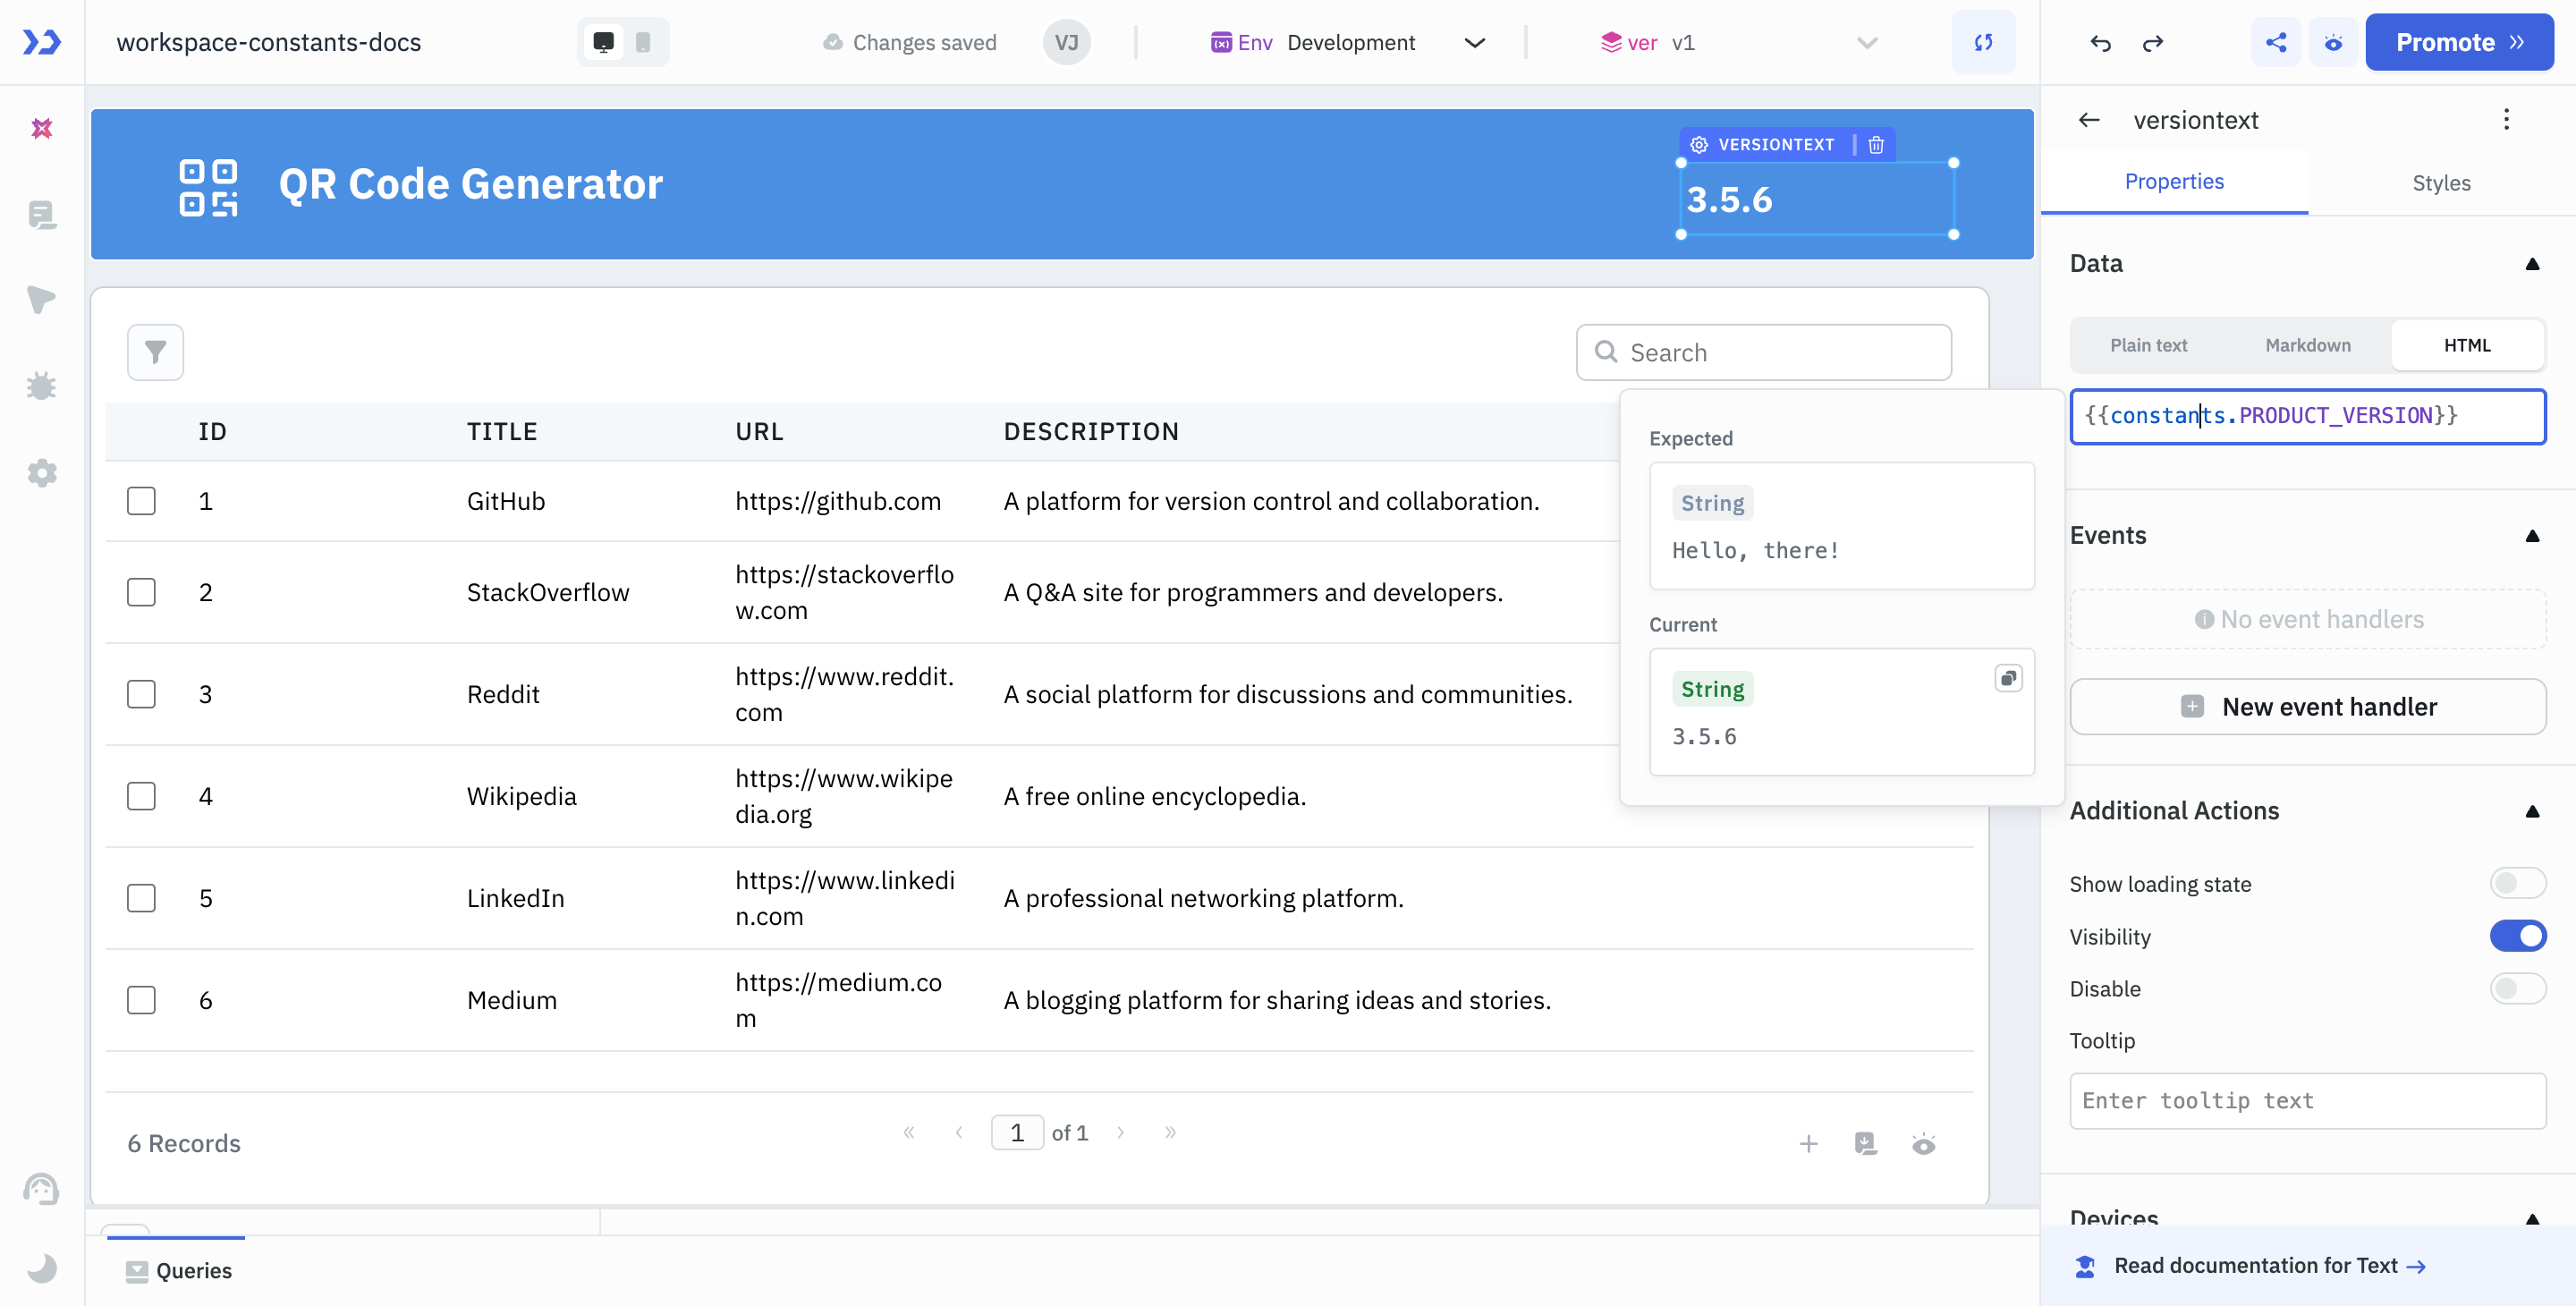 workspace-constants-docs
Changes saved
VJ
Env Development
ver v1
Promote
QR Code Generator
VERSIONTEXT
3.5.6
Search
ID TITLE URL DESCRIPTION
1 GitHub https://github.com A platform for version control and collaboration.
2 StackOverflow https://stackoverflo
w.com A Q&A site for programmers and developers.
3 Reddit https://www.reddit.
com A social platform for discussions and communities.
4 Wikipedia https://www.wikipe
dia.org A free online encyclopedia.
5 LinkedIn https://www.linkedi
n.com A professional networking platform.
6 Medium https://medium.co
m A blogging platform for sharing ideas and stories.
6 Records
« ‹ 1 of 1 › »
Queries
Expected
String
Hello, there!
Current
String
3.5.6
versiontext
Properties Styles
Data
Plain text Markdown HTML
{{constants.PRODUCT_VERSION}}
Events
No event handlers
New event handler
Additional Actions
Show loading state
Visibility
Disable
Tooltip
Enter tooltip text
Devices
Read documentation for Text →